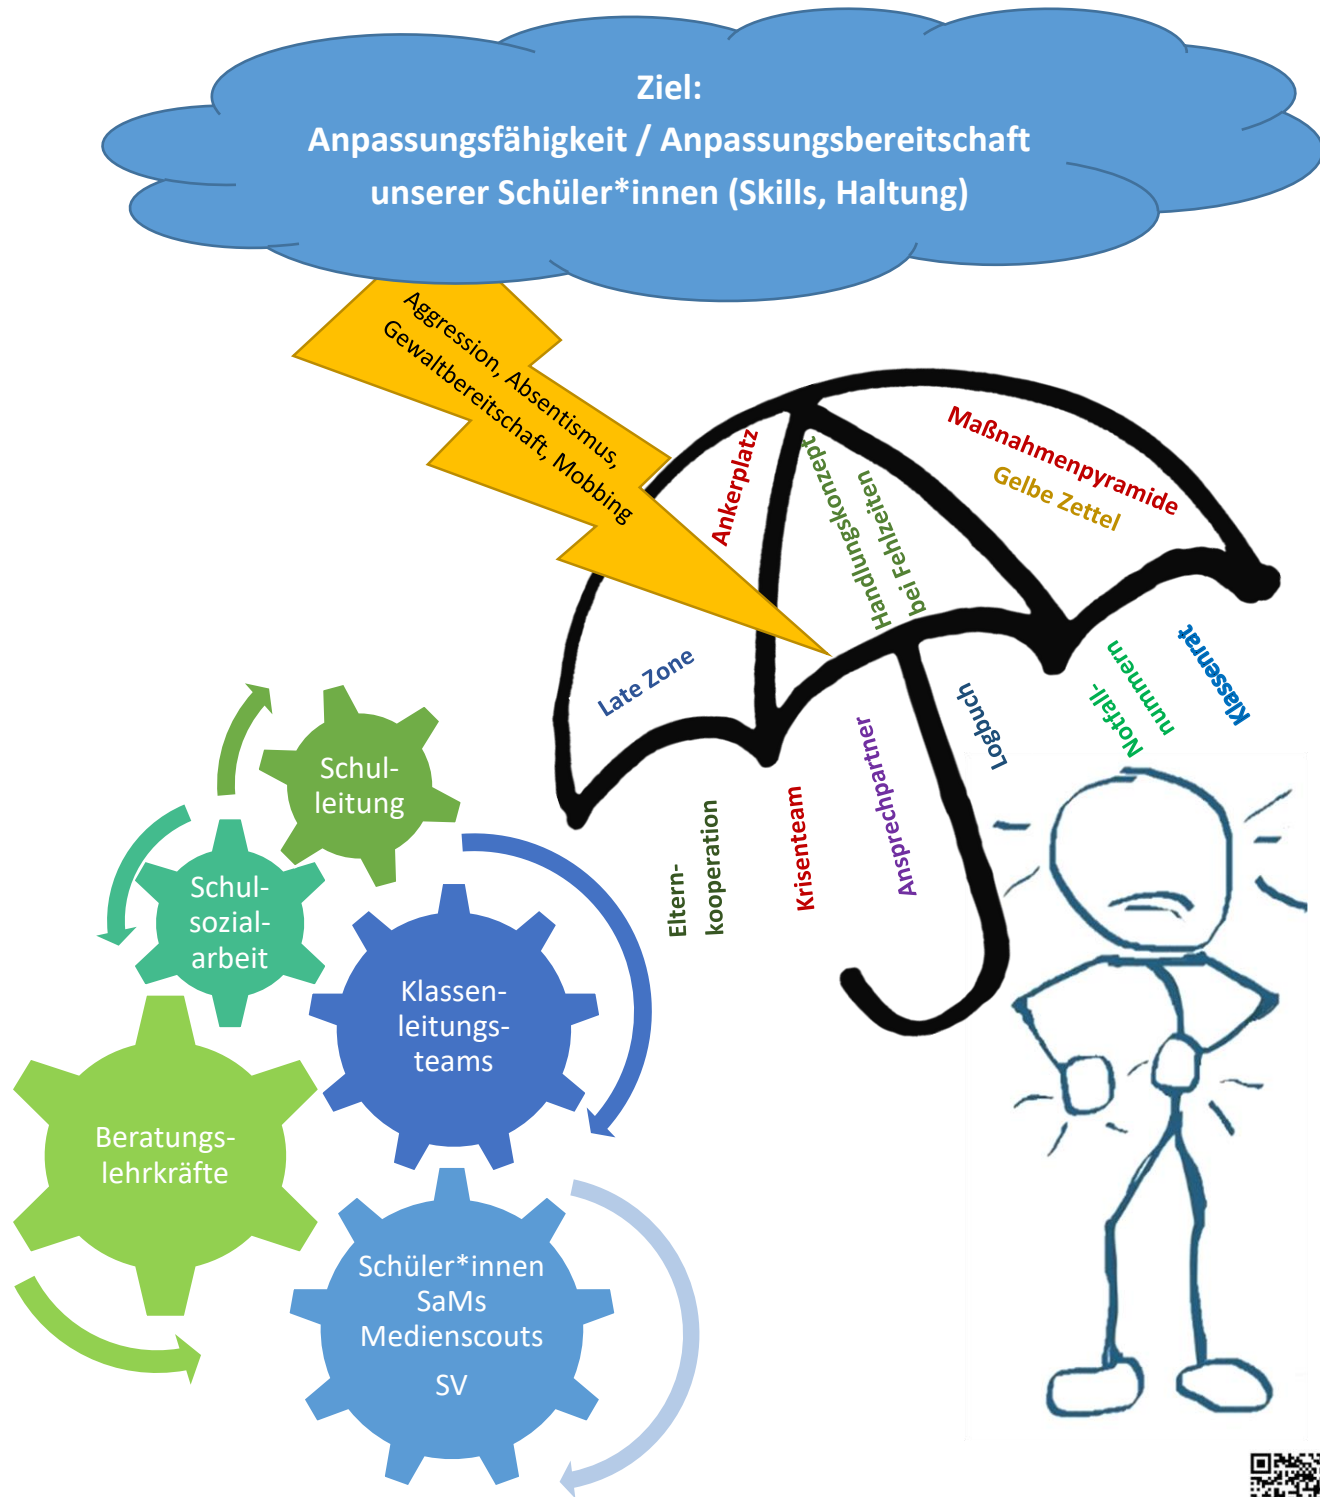 Ziel:
Anpassungsfähigkeit / Anpassungsbereitschaft
unserer Schüler*innen (Skills, Haltung)
Aggression, Absentismus,
Gewaltbereitschaft, Mobbing
Ankerplatz
Handlungskonzept
bei Fehlzeiten
Maßnahmenpyramide
Gelbe Zettel
Late Zone
Eltern-
kooperation
Krisenteam
Ansprechpartner
Logbuch
Notfall-
nummern
Klassenrat
Schul-
leitung
Schul-
sozial-
arbeit
Klassen-
leitungs-
teams
Beratungs-
lehrkräfte
Schüler*innen
SaMs
Medienscouts
SV